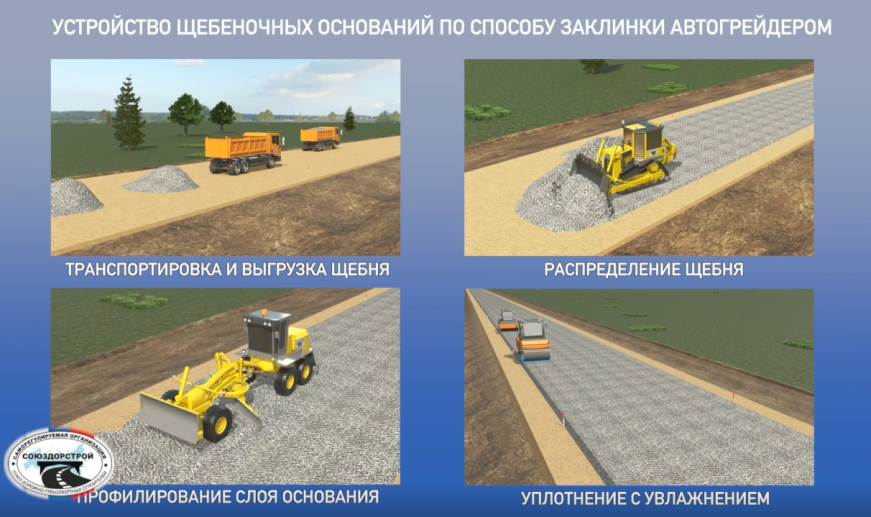 УСТРОЙСТВО ЩЕБЕНОЧНЫХ ОСНОВАНИЙ ПО СПОСОБУ ЗАКЛИНКИ АВТОГРЕЙДЕРОМ
ТРАНСПОРТИРОВКА И ВЫГРУЗКА ЩЕБНЯ
РАСПРЕДЕЛЕНИЕ ЩЕБНЯ
САМОРЕГУЛИРУЕМАЯ ОРГАНИЗАЦИЯ
СОЮЗДОРСТРОЙ
ПРОФИЛИРОВАНИЕ СЛОЯ ОСНОВАНИЯ
УПЛОТНЕНИЕ С УВЛАЖНЕНИЕМ